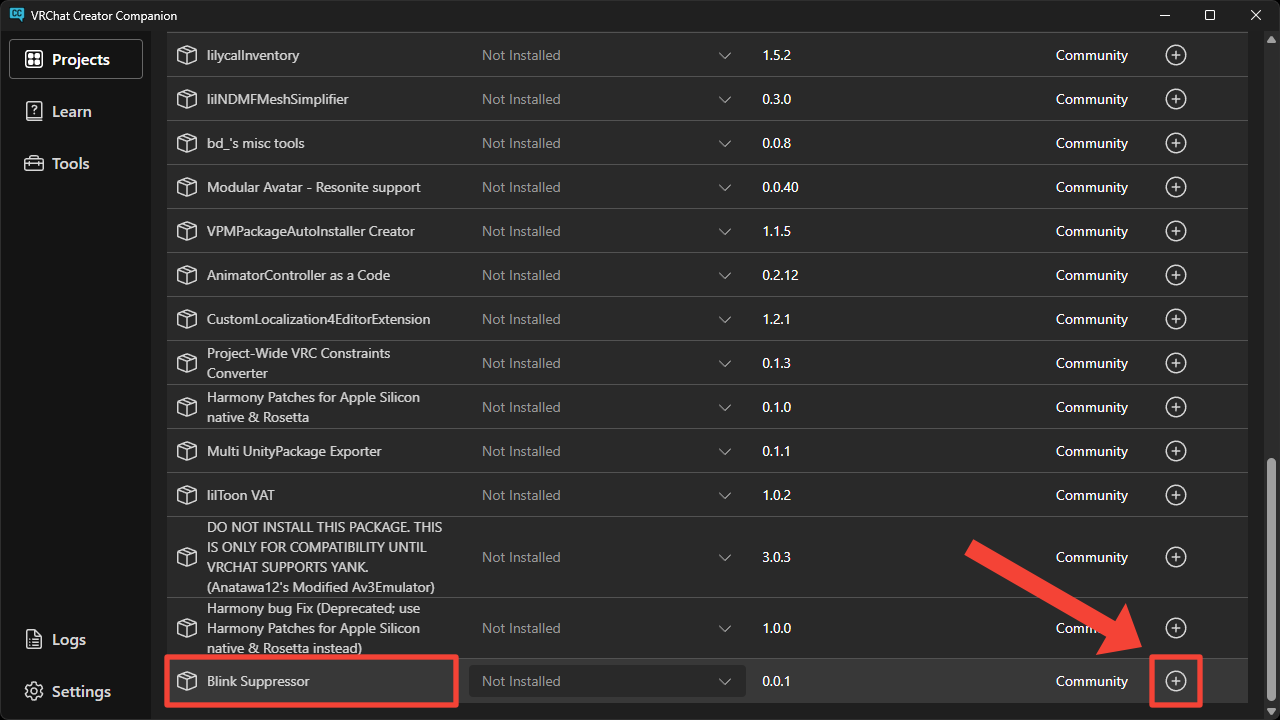 VRChat Creator Companion
Projects
Learn
Tools
Logs
Settings
lilycalInventory Not Installed 1.5.2 Community
lilNDMFMeshSimplifier Not Installed 0.3.0 Community
bd_'s misc tools Not Installed 0.0.8 Community
Modular Avatar - Resonite support Not Installed 0.0.40 Community
VPMPackageAutoInstaller Creator Not Installed 1.1.5 Community
AnimatorController as a Code Not Installed 0.2.12 Community
CustomLocalization4EditorExtension Not Installed 1.2.1 Community
Project-Wide VRC Constraints
Converter
Not Installed 0.1.3 Community
Harmony Patches for Apple Silicon
native & Rosetta
Not Installed 0.1.0 Community
Multi UnityPackage Exporter Not Installed 0.1.1 Community
lilToon VAT Not Installed 1.0.2 Community
DO NOT INSTALL THIS PACKAGE. THIS
IS ONLY FOR COMPATIBILITY UNTIL
VRCHAT SUPPORTS YANK.
(Anatawa12's Modified Av3Emulator)
Not Installed 3.0.3 Community
Harmony bug Fix (Deprecated; use
Harmony Patches for Apple Silicon
native & Rosetta instead)
Not Installed 1.0.0
Blink Suppressor Not Installed 0.0.1 Community